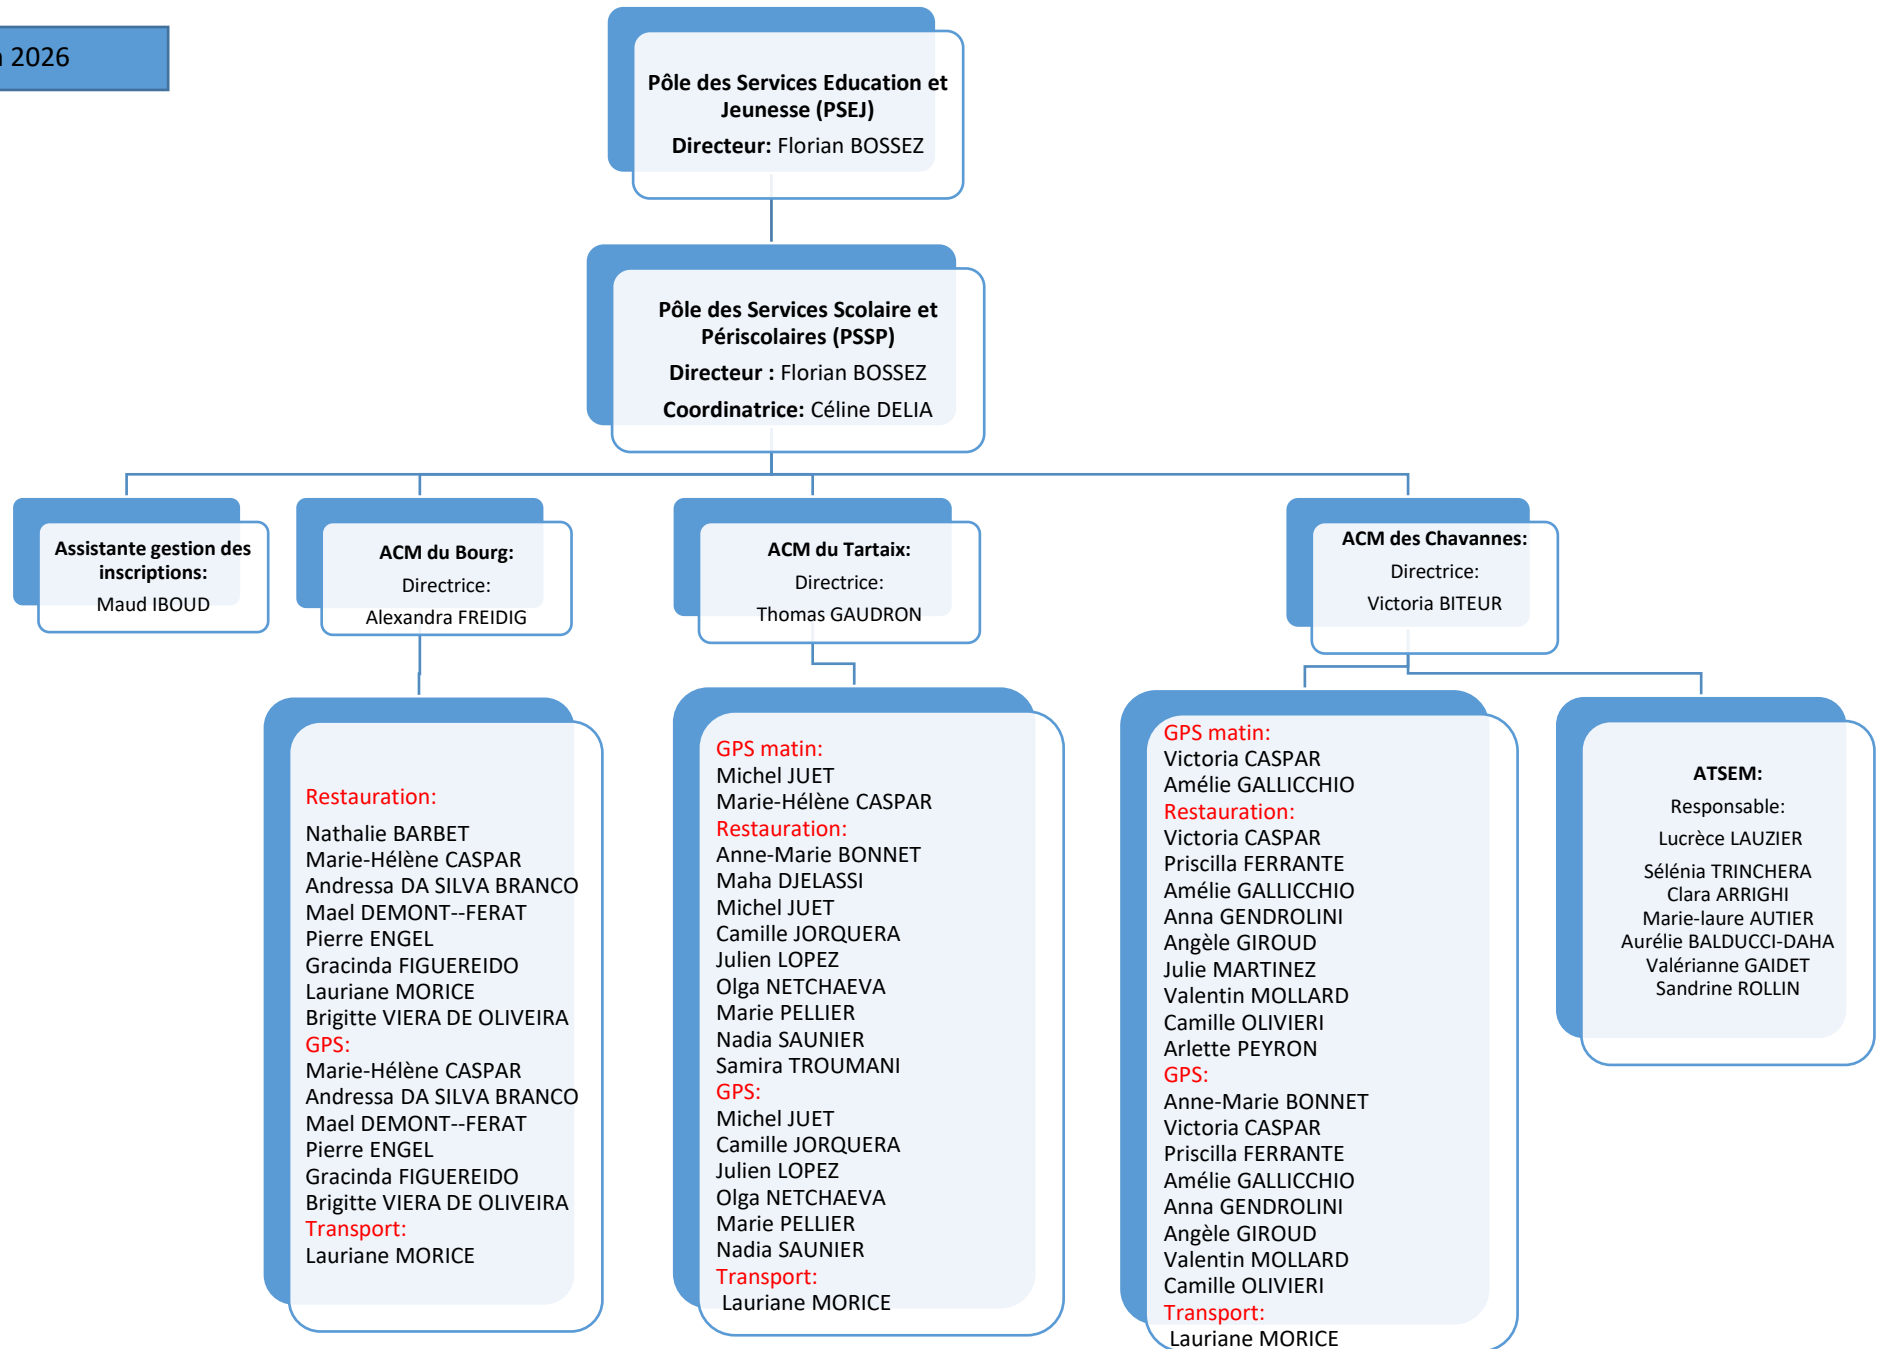 2026
Pôle des Services Education et
Jeunesse (PSEJ)
Directeur: Florian BOSSEZ
Pôle des Services Scolaire et
Périscolaires (PSSP)
Directeur : Florian BOSSEZ
Coordinatrice: Céline DELIA
Assistante gestion des
inscriptions:
Maud IBOUD
ACM du Bourg:
Directrice:
Alexandra FREIDIG
ACM du Tartaix:
Directrice:
Thomas GAUDRON
ACM des Chavannes:
Directrice:
Victoria BITEUR
Restauration:
Nathalie BARBET
Marie-Hélène CASPAR
Andressa DA SILVA BRANCO
Mael DEMONT--FERAT
Pierre ENGEL
Gracinda FIGUEREIDO
Lauriane MORICE
Brigitte VIERA DE OLIVEIRA
GPS:
Marie-Hélène CASPAR
Andressa DA SILVA BRANCO
Mael DEMONT--FERAT
Pierre ENGEL
Gracinda FIGUEREIDO
Brigitte VIERA DE OLIVEIRA
Transport:
Lauriane MORICE
GPS matin:
Michel JUET
Marie-Hélène CASPAR
Restauration:
Anne-Marie BONNET
Maha DJELASSI
Michel JUET
Camille JORQUERA
Julien LOPEZ
Olga NETCHAEVA
Marie PELLIER
Nadia SAUNIER
Samira TROUMANI
GPS:
Michel JUET
Camille JORQUERA
Julien LOPEZ
Olga NETCHAEVA
Marie PELLIER
Nadia SAUNIER
Transport:
Lauriane MORICE
GPS matin:
Victoria CASPAR
Amélie GALLICCHIO
Restauration:
Victoria CASPAR
Priscilla FERRANTE
Amélie GALLICCHIO
Anna GENDROLINI
Angèle GIROUD
Julie MARTINEZ
Valentin MOLLARD
Camille OLIVIERI
Arlette PEYRON
GPS:
Anne-Marie BONNET
Victoria CASPAR
Priscilla FERRANTE
Amélie GALLICCHIO
Anna GENDROLINI
Angèle GIROUD
Valentin MOLLARD
Camille OLIVIERI
Transport:
Lauriane MORICE
ATSEM:
Responsable:
Lucrèce LAUZIER
Sélénia TRINCHERA
Clara ARRIGHI
Marie-laure AUTIER
Aurélie BALDUCCI-DAHA
Valérianne GAIDET
Sandrine ROLLIN